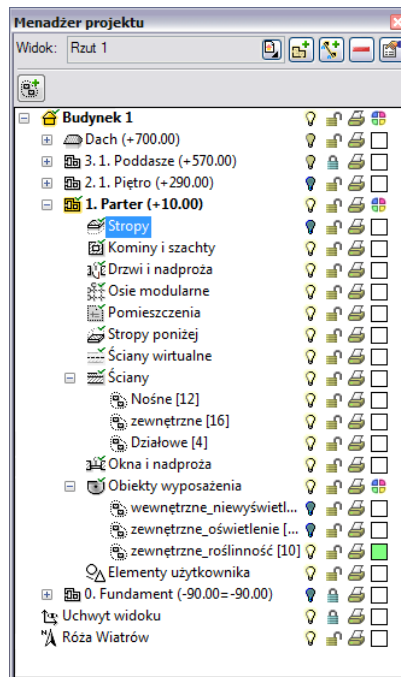 Menadżer projektu
Widok: Rzut 1
Budynek 1
Dach (+700.00)
3. 1. Poddasze (+570.00)
2. 1. Piętro (+290.00)
1. Parter (+10.00)
Stropy
Kominy i szachty
Drzwi i nadproża
Osie modularne
Pomieszczenia
Stropy poniżej
Ściany wirtualne
Ściany
Nośne [12]
zewnętrzne [16]
Działowe [4]
Okna i nadproża
Obiekty wyposażenia
wewnętrzne_niewyświetl...
zewnętrzne_oświetlenie [...
zewnętrzne_roślinność [10]
Elementy użytkownika
0. Fundament (-90.00=-90.00)
Uchwyt widoku
Róża Wiatrów